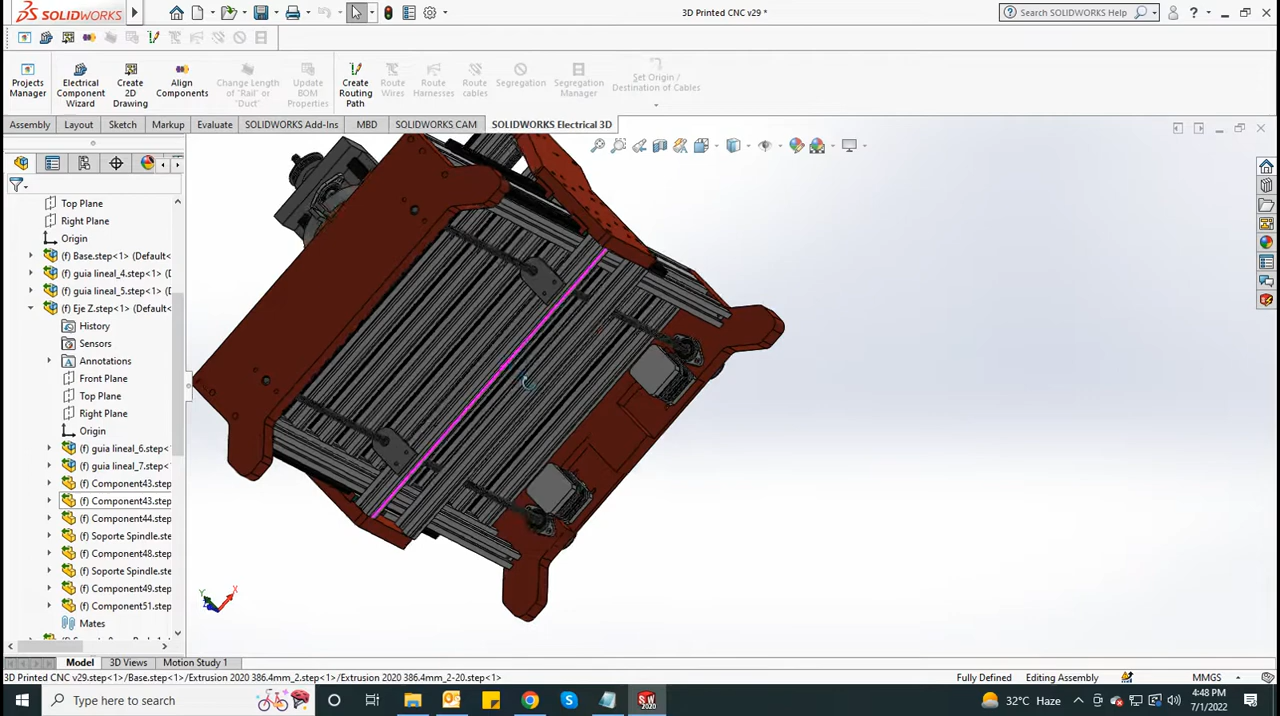 SOLIDWORKS
3D Printed CNC v29 *
Search SOLIDWORKS Help
Projects Manager
Electrical Component Wizard
Create 2D Drawing
Align Components
Change Length of "Rail" or "Duct"
Update BOM Properties
Create Routing Path
Route Wires
Route Harnesses
Route cables
Segregation
Segregation Manager
Set Origin / Destination of Cables
Assembly
Layout
Sketch
Markup
Evaluate
SOLIDWORKS Add-Ins
MBD
SOLIDWORKS CAM
SOLIDWORKS Electrical 3D
Top Plane
Right Plane
Origin
(f) Base.step<1> (Default<
(f) guia lineal_4.step<1> (D
(f) guia lineal_5.step<1> (D
(f) Eje Z.step<1> (Default<
History
Sensors
Annotations
Front Plane
Top Plane
Right Plane
Origin
(f) guia lineal_6.step<
(f) guia lineal_7.step<
(f) Component43.step
(f) Component43.step
(f) Component44.step
(f) Soporte Spindle.step
(f) Component48.step
(f) Soporte Spindle.step
(f) Component49.step
(f) Component51.step
Mates
Y
X
Model
3D Views
Motion Study 1
3D Printed CNC v29.step<1>/Base.step<1>/Extrusion 2020 386.4mm_2.step<1>/Extrusion 2020 386.4mm_2-20.step<1>
Fully Defined
Editing Assembly
MMGS
Type here to search
SW
2020
32°C Haze
4:48 PM
7/1/2022